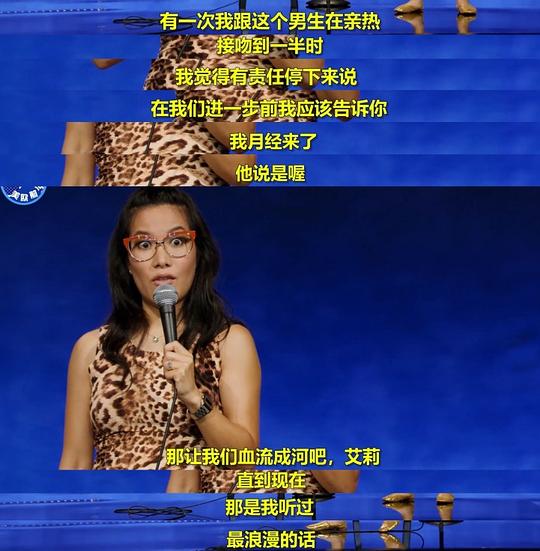 有一次我跟这个男生在亲热
接吻到一半时
我觉得有责任停下来说
在我们进一步前我应该告诉你
我月经来了
他说是喔
那让我们血流成河吧，艾莉
直到现在
那是我听过
最浪漫的话